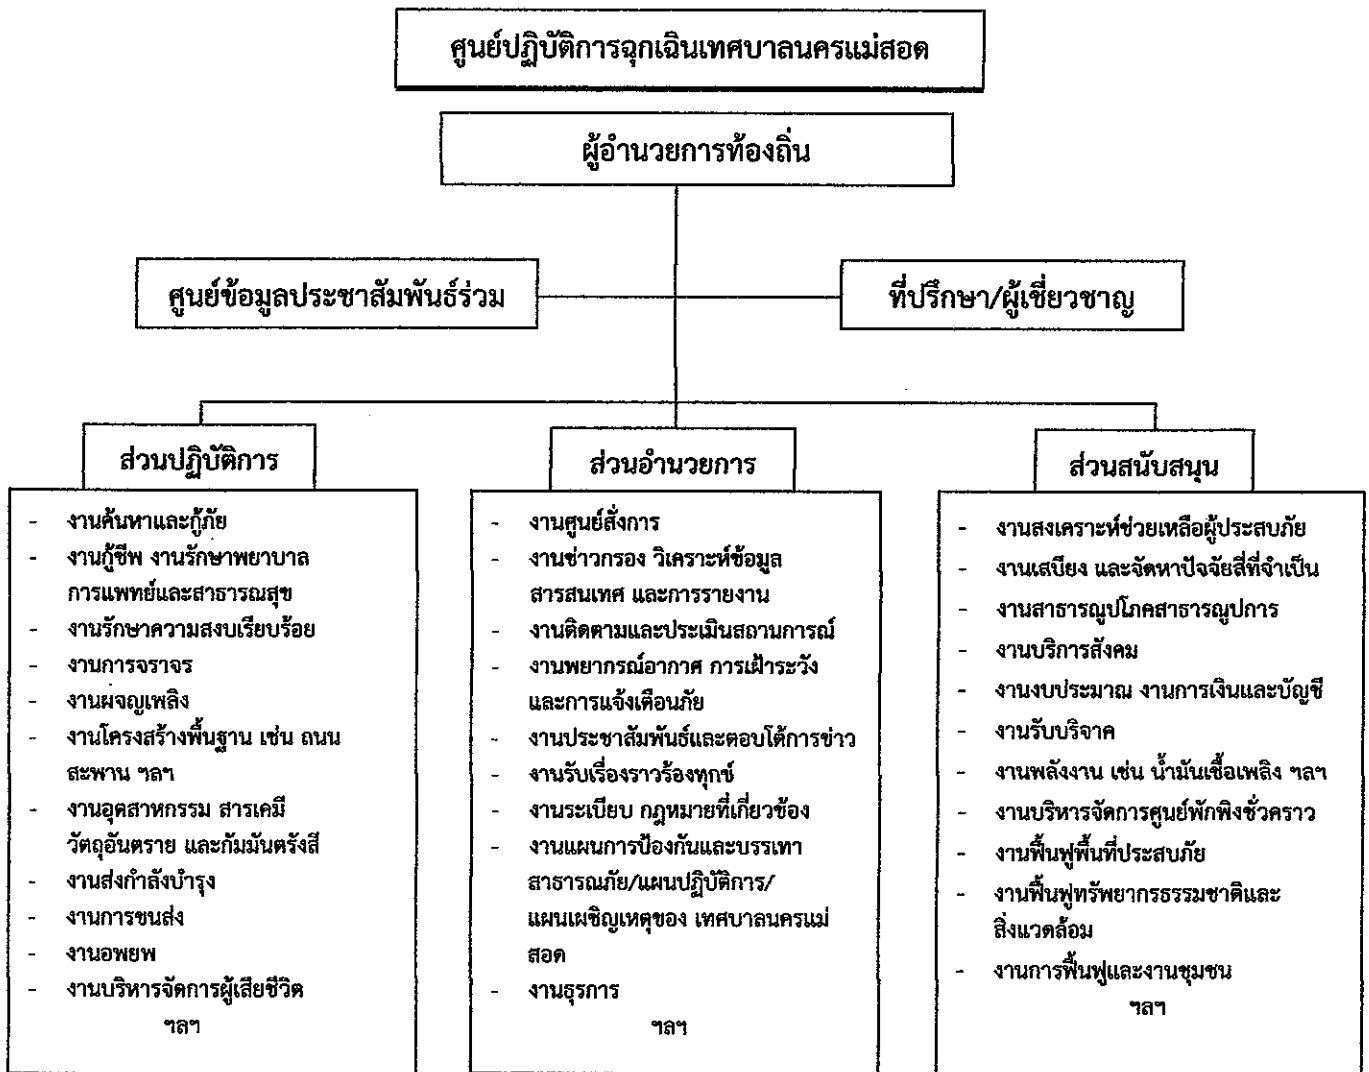 ศูนย์ปฏิบัติการฉุกเฉินเทศบาลนครแม่สอด
ผู้อำนวยการท้องถิ่น
ศูนย์ข้อมูลประชาสัมพันธ์ร่วม
ที่ปรึกษา/ผู้เชี่ยวชาญ
ส่วนปฏิบัติการ
- งานค้นหาและกู้ภัย
- งานกู้ชีพ งานรักษาพยาบาล
การแพทย์และสาธารณสุข
- งานรักษาความสงบเรียบร้อย
- งานการจราจร
- งานผจญเพลิง
- งานโครงสร้างพื้นฐาน เช่น ถนน
สะพาน ฯลฯ
- งานอุตสาหกรรม สารเคมี
วัตถุอันตราย และกัมมันตรังสี
- งานส่งกำลังบำรุง
- งานการขนส่ง
- งานอพยพ
- งานบริหารจัดการผู้เสียชีวิต
ฯลฯ
ส่วนอำนวยการ
- งานศูนย์สั่งการ
- งานข่าวกรอง วิเคราะห์ข้อมูล
สารสนเทศ และการรายงาน
- งานติดตามและประเมินสถานการณ์
- งานพยากรณ์อากาศ การเฝ้าระวัง
และการแจ้งเตือนภัย
- งานประชาสัมพันธ์และตอบโต้การข่าว
- งานรับเรื่องราวร้องทุกข์
- งานระเบียบ กฎหมายที่เกี่ยวข้อง
- งานแผนการป้องกันและบรรเทา
สาธารณภัย/แผนปฏิบัติการ/
แผนเผชิญเหตุของ เทศบาลนครแม่
สอด
- งานธุรการ
ฯลฯ
ส่วนสนับสนุน
- งานสงเคราะห์ช่วยเหลือผู้ประสบภัย
- งานเสบียง และจัดหาปัจจัยสี่ที่จำเป็น
- งานสาธารณูปโภคสาธารณูปการ
- งานบริการสังคม
- งานงบประมาณ งานการเงินและบัญชี
- งานรับบริจาค
- งานพลังงาน เช่น น้ำมันเชื้อเพลิง ฯลฯ
- งานบริหารจัดการศูนย์พักพิงชั่วคราว
- งานฟื้นฟูพื้นที่ประสบภัย
- งานฟื้นฟูทรัพยากรธรรมชาติและ
สิ่งแวดล้อม
- งานการฟื้นฟูและงานชุมชน
ฯลฯ